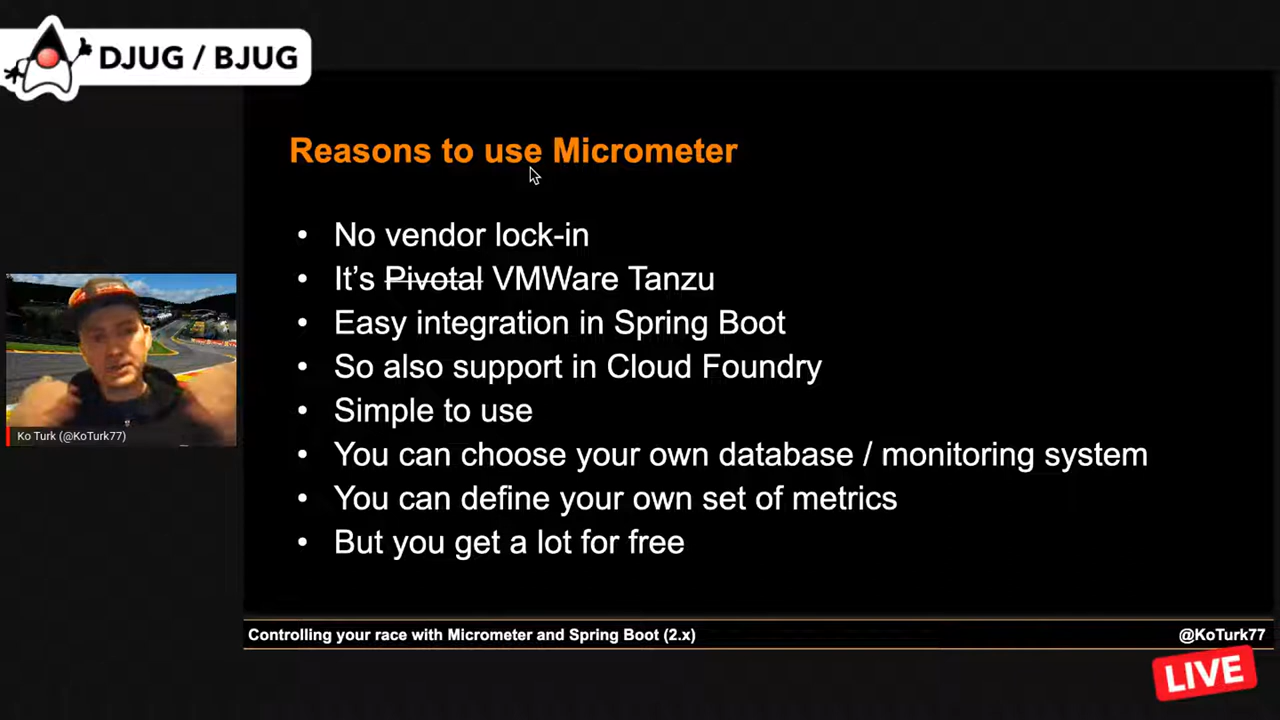 DJUG / BJUG
Reasons to use Micrometer
• No vendor lock-in
• It's Pivotal VMWare Tanzu
• Easy integration in Spring Boot
• So also support in Cloud Foundry
• Simple to use
• You can choose your own database / monitoring system
• You can define your own set of metrics
• But you get a lot for free
Ko Turk (@KoTurk77)
Controlling your race with Micrometer and Spring Boot (2.x)
@KoTurk77
LIVE